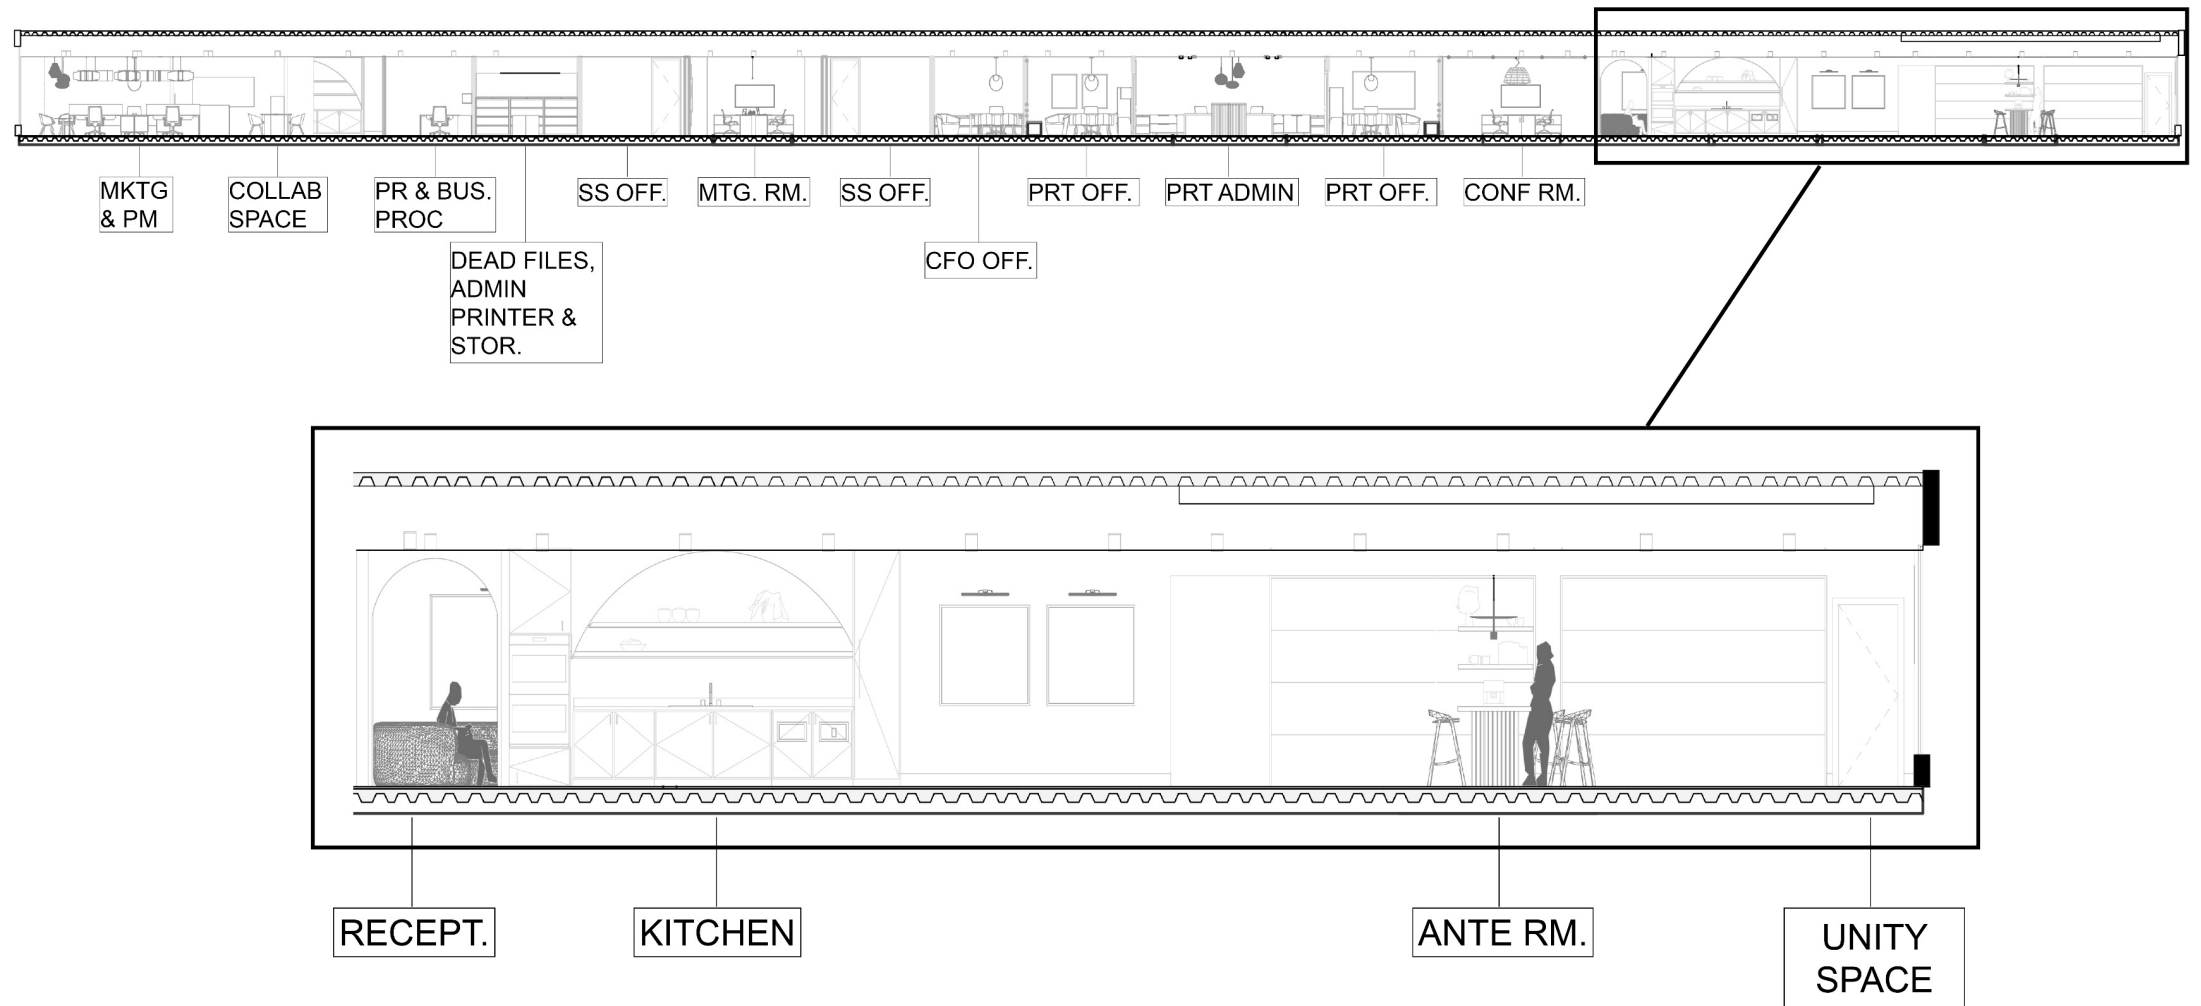 MKTG
& PM
COLLAB
SPACE
PR & BUS.
PROC
DEAD FILES,
ADMIN
PRINTER &
STOR.
SS OFF.
MTG. RM.
SS OFF.
CFO OFF.
PRT OFF.
PRT ADMIN
PRT OFF.
CONF RM.
RECEPT.
KITCHEN
ANTE RM.
UNITY
SPACE